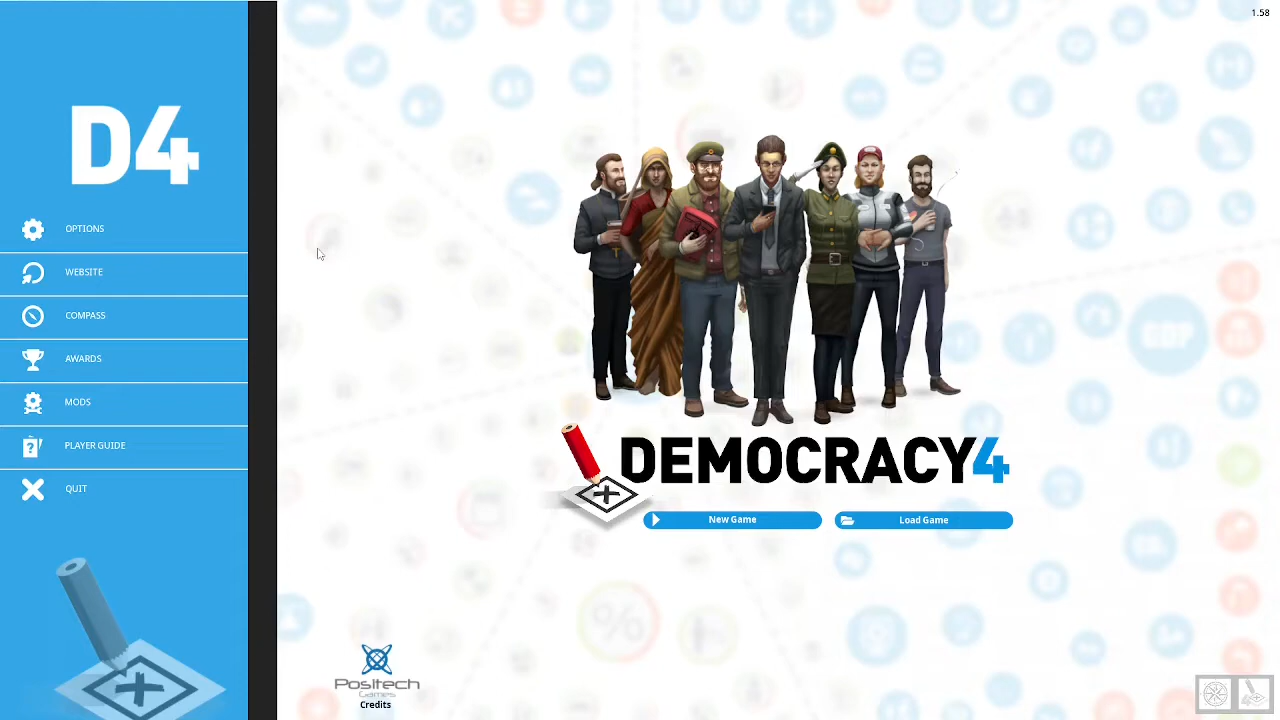 1.58
D4
OPTIONS
WEBSITE
COMPASS
AWARDS
MODS
PLAYER GUIDE
QUIT
GDP
DEMOCRACY4
New Game
Load Game
%
Positech
Games
Credits